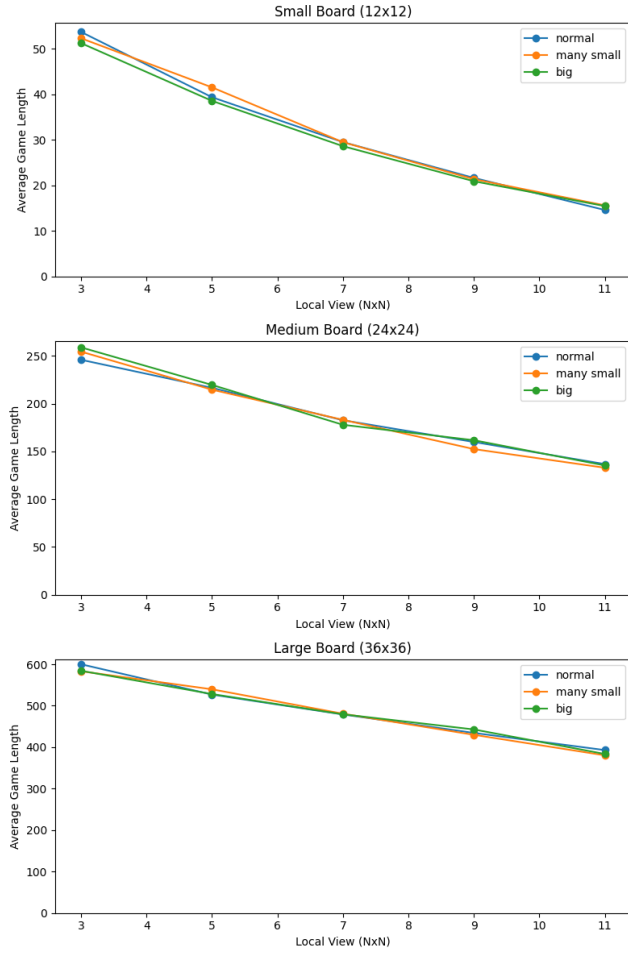 Small Board (12x12)
50
40
30
20
10
0
Average Game Length
normal
many small
big
3 4 5 6 7 8 9 10 11
Local View (NxN)
Medium Board (24x24)
250
200
150
100
50
0
Average Game Length
normal
many small
big
3 4 5 6 7 8 9 10 11
Local View (NxN)
Large Board (36x36)
600
500
400
300
200
100
0
Average Game Length
normal
many small
big
3 4 5 6 7 8 9 10 11
Local View (NxN)